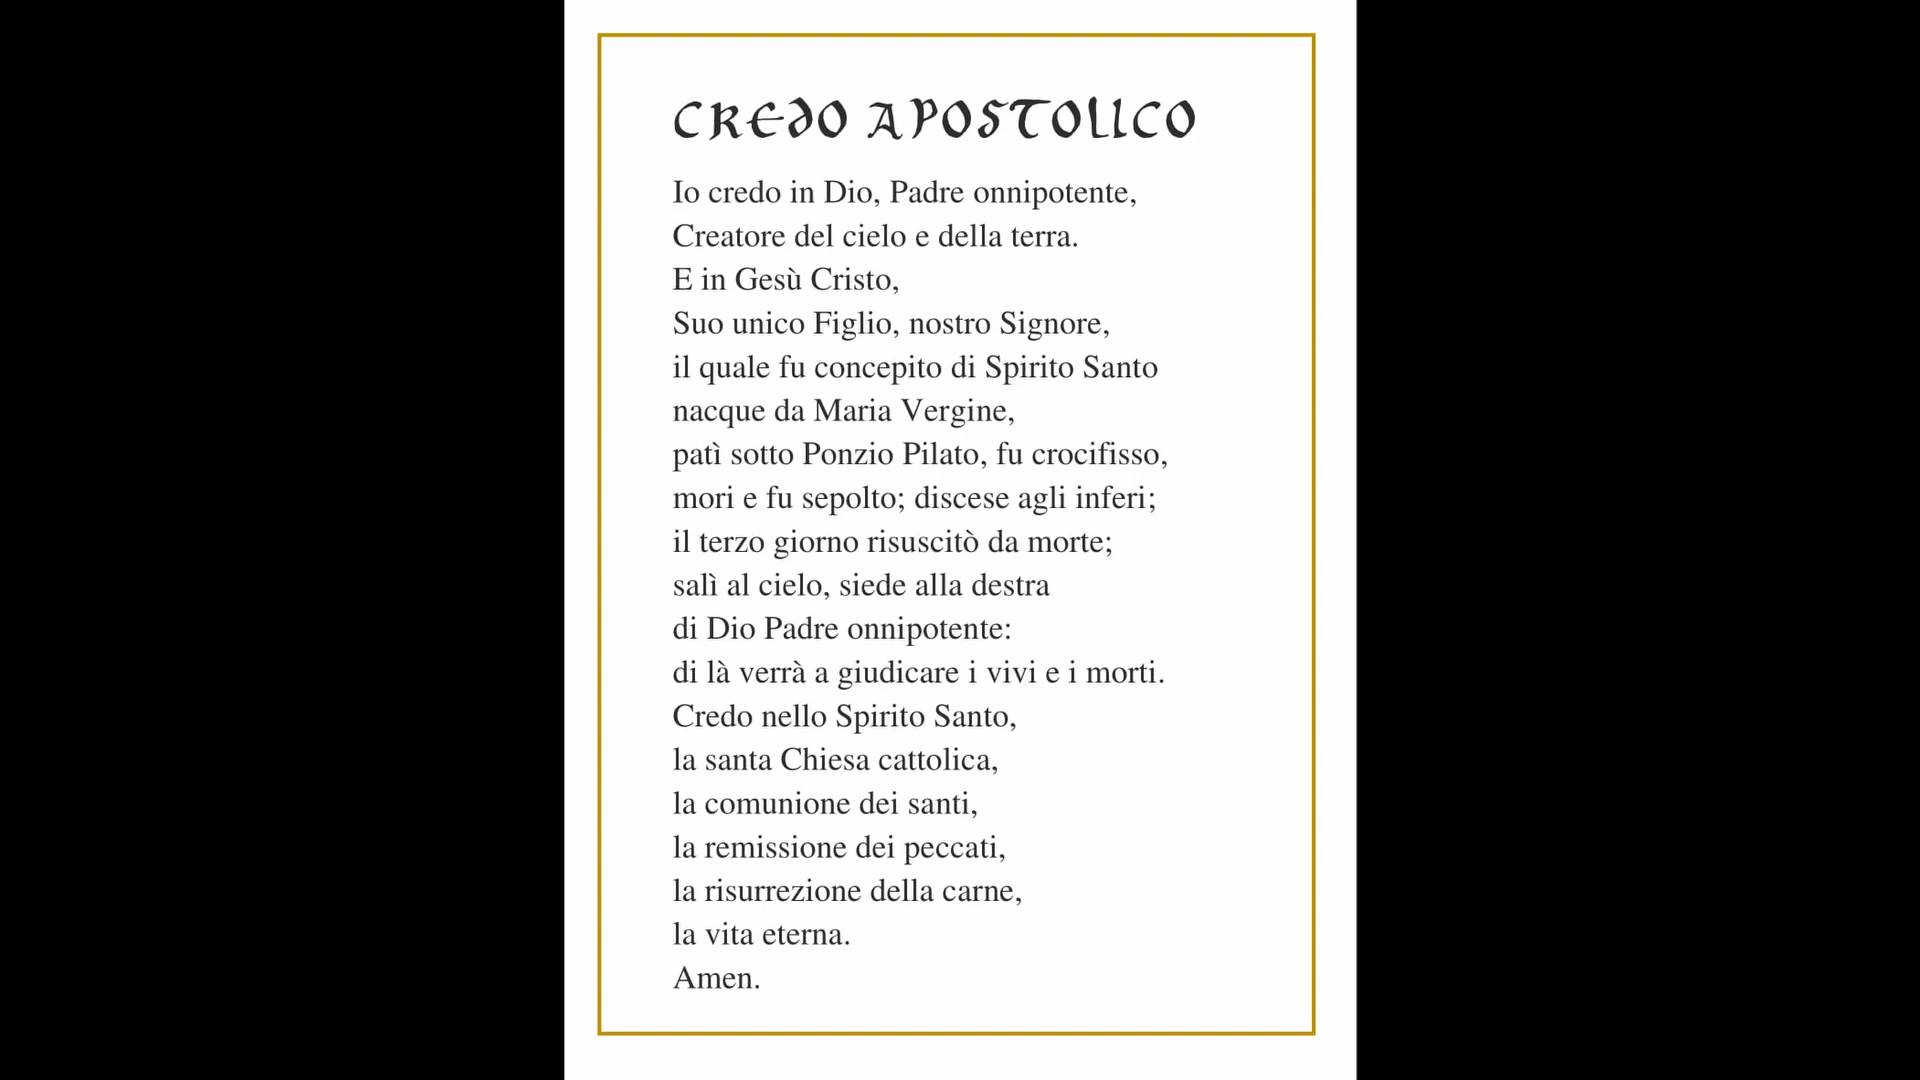 CREDO APOSTOLICO
Io credo in Dio, Padre onnipotente,
Creatore del cielo e della terra.
E in Gesù Cristo,
Suo unico Figlio, nostro Signore,
il quale fu concepito di Spirito Santo
nacque da Maria Vergine,
patì sotto Ponzio Pilato, fu crocifisso,
mori e fu sepolto; discese agli inferi;
il terzo giorno risuscitò da morte;
salì al cielo, siede alla destra
di Dio Padre onnipotente:
di là verrà a giudicare i vivi e i morti.
Credo nello Spirito Santo,
la santa Chiesa cattolica,
la comunione dei santi,
la remissione dei peccati,
la risurrezione della carne,
la vita eterna.
Amen.